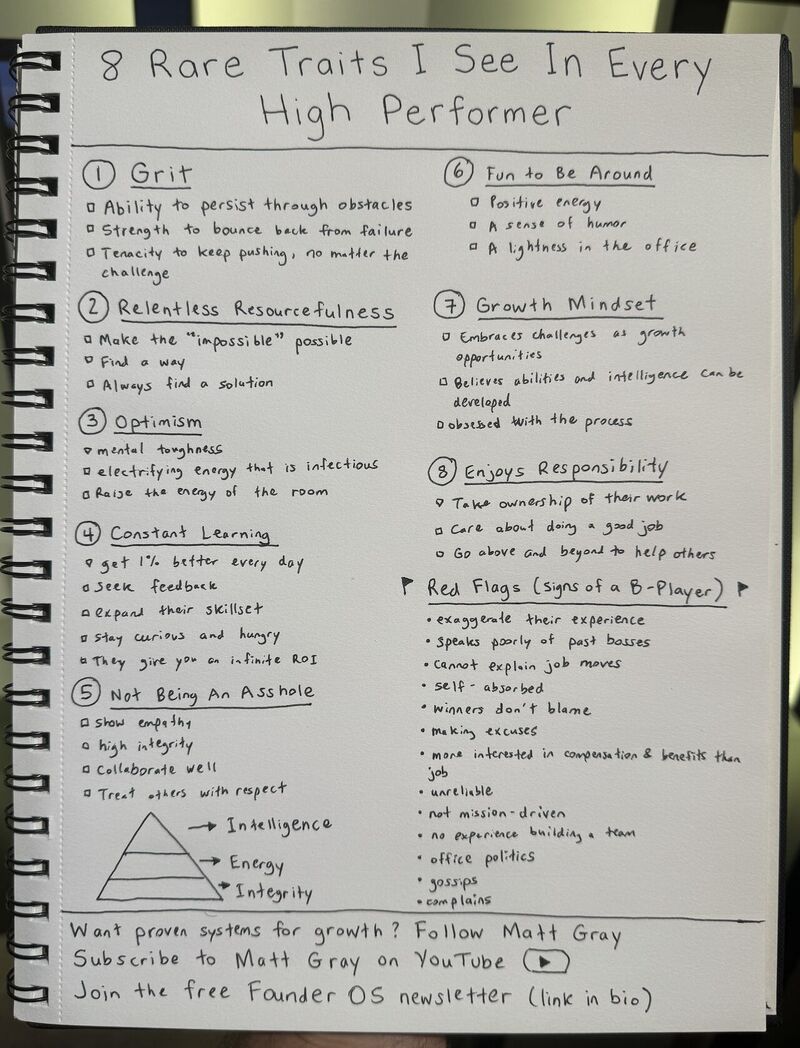 8 Rare Traits I See In Every
High Performer
1 Grit
Ability to persist through obstacles
Strength to bounce back from failure
Tenacity to keep pushing, no matter the
challenge
2 Relentless Resourcefulness
Make the "impossible" possible
Find a way
Always find a solution
3 Optimism
mental toughness
electrifying energy that is infectious
Raise the energy of the room
4 Constant Learning
get 1% better every day
seek feedback
expand their skillset
stay curious and hungry
They give you an infinite ROI
5 Not Being An Asshole
show empathy
high integrity
Collaborate well
Treat others with respect
Intelligence
Energy
Integrity
6 Fun to Be Around
Positive energy
A sense of humor
A lightness in the office
7 Growth Mindset
Embraces challenges as growth
opportunities
Believes abilities and intelligence can be
developed
obsessed with the process
8 Enjoys Responsibility
Take ownership of their work
Care about doing a good job
Go above and beyond to help others
Red Flags (signs of a B-Player)
• exaggerate their experience
• speaks poorly of past bosses
• cannot explain job moves
• self-absorbed
• winners don't blame
• making excuses
• more interested in compensation & benefits than
job
• unreliable
• not mission-driven
• no experience building a team
• office politics
• gossips
• complains
Want proven systems for growth? Follow Matt Gray
Subscribe to Matt Gray on YouTube
Join the free Founder OS newsletter (link in bio)